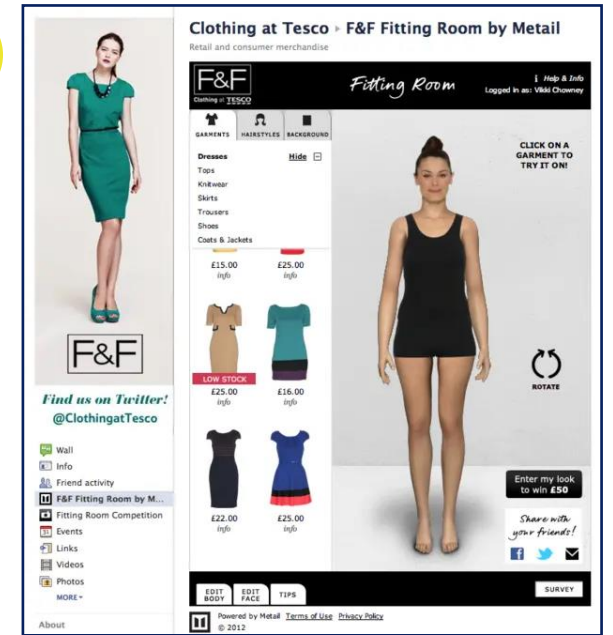 F&F
Find us on Twitter!
@ClothingatTesco
Wall
Info
Friend activity
F&F Fitting Room by M...
Fitting Room Competition
31 Events
Links
Videos
Photos
MORE
About
Clothing at Tesco ▸ F&F Fitting Room by Metail
Retail and consumer merchandise
F&F
Clothing at TESCO
Fitting Room
i Help & Info
Logged in as: Vikki Chowney
GARMENTS HAIRSTYLES BACKGROUND
Dresses Hide
Tops
Knitwear
Skirts
Trousers
Shoes
Coats & Jackets
£15.00 £25.00
info info
LOW STOCK
£25.00 £16.00
info info
£22.00 £25.00
info info
CLICK ON A
GARMENT TO
TRY IT ON!
ROTATE
Enter my look
to win £50
Share with
your friends!
EDIT BODY EDIT FACE TIPS
SURVEY
Powered by Metail Terms of Use Privacy Policy
© 2012